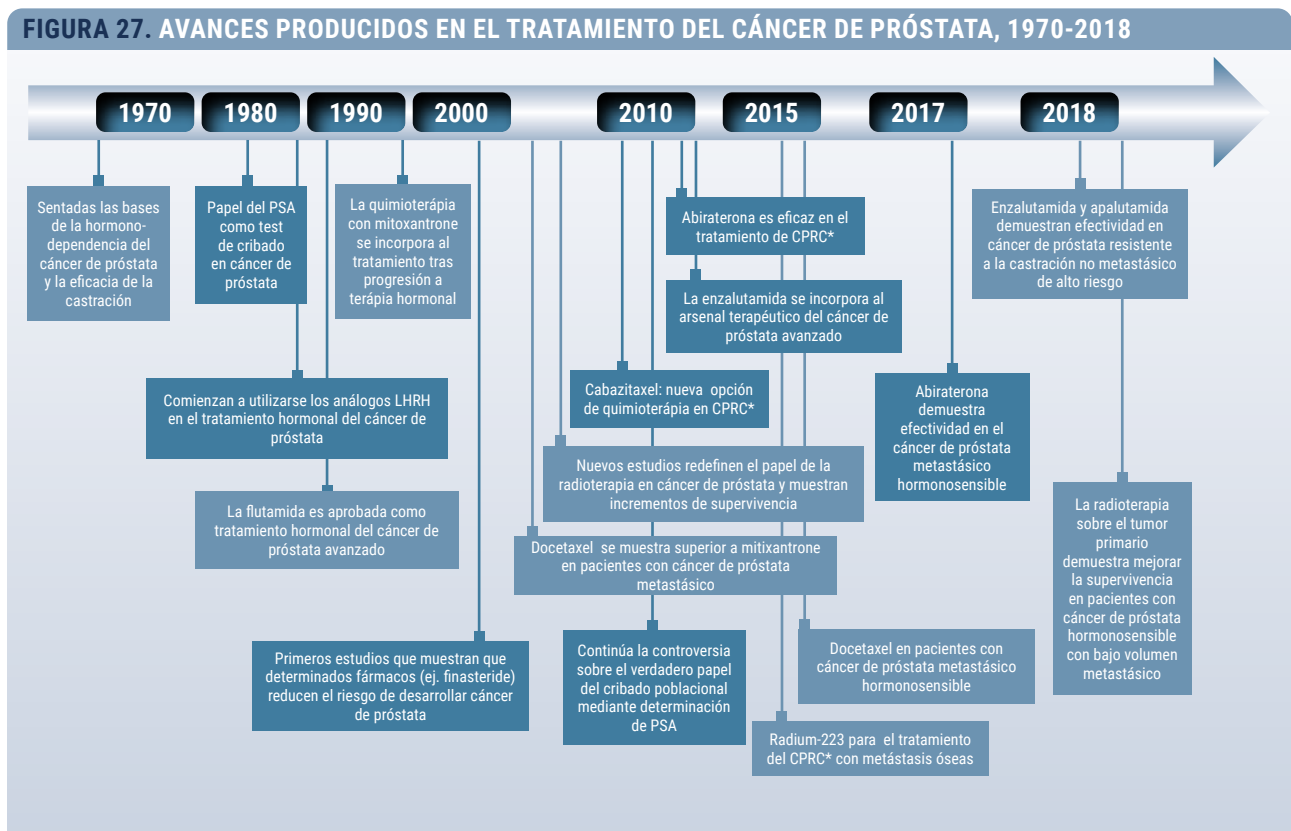 FIGURA 27. AVANCES PRODUCIDOS EN EL TRATAMIENTO DEL CÁNCER DE PRÓSTATA, 1970-2018
1970
1980
1990
2000
2010
2015
2017
2018
Sentadas las bases
de la hormono-
dependencia del
cáncer de próstata
y la eficacia de la
castración
Papel del PSA
como test
de cribado
en cáncer de
próstata
La quimioterápia
con mitoxantrone
se incorpora al
tratamiento tras
progresión a
terápia hormonal
Abiraterona es eficaz en el
tratamiento de CPRC*
Enzalutamida y apalutamida
demuestran efectividad en
cáncer de próstata resistente
a la castración no metastásico
de alto riesgo
La enzalutamida se incorpora al
arsenal terapéutico del cáncer de
próstata avanzado
Comienzan a utilizarse los análogos LHRH
en el tratamiento hormonal del cáncer de
próstata
Cabazitaxel: nueva opción
de quimioterápia en CPRC*
Abiraterona
demuestra
efectividad en el
cáncer de próstata
metastásico
hormonosensible
Nuevos estudios redefinen el papel de la
radioterapia en cáncer de próstata y muestran
incrementos de supervivencia
La flutamida es aprobada como
tratamiento hormonal del cáncer de
próstata avanzado
La radioterapia
sobre el tumor
primario
demuestra mejorar
la supervivencia
en pacientes con
cáncer de próstata
hormonosensible
con bajo volumen
metastásico
Docetaxel se muestra superior a mitixantrone
en pacientes con cáncer de próstata
metastásico
Primeros estudios que muestran que
determinados fármacos (ej. finasteride)
reducen el riesgo de desarrollar cáncer
de próstata
Continúa la controversia
sobre el verdadero papel
del cribado poblacional
mediante determinación
de PSA
Docetaxel en pacientes con
cáncer de próstata metastásico
hormonosensible
Radium-223 para el tratamiento
del CPRC* con metástasis óseas